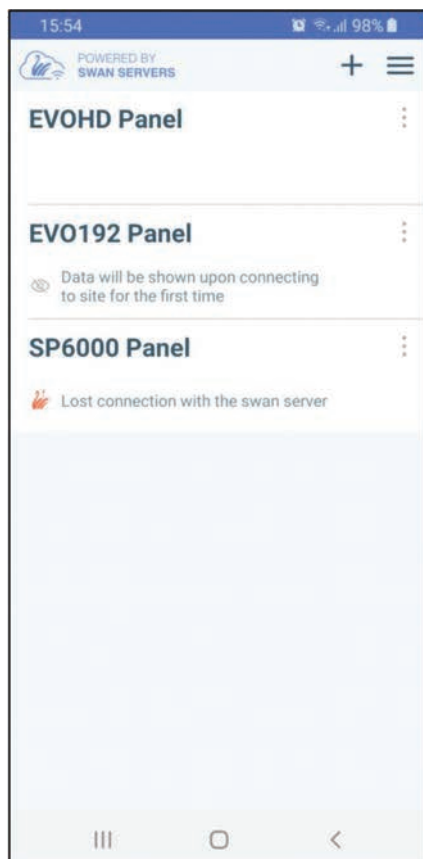 15:54 98%
POWERED BY
SWAN SERVERS
EVOHD Panel
EVO192 Panel
Data will be shown upon connecting
to site for the first time
SP6000 Panel
Lost connection with the swan server